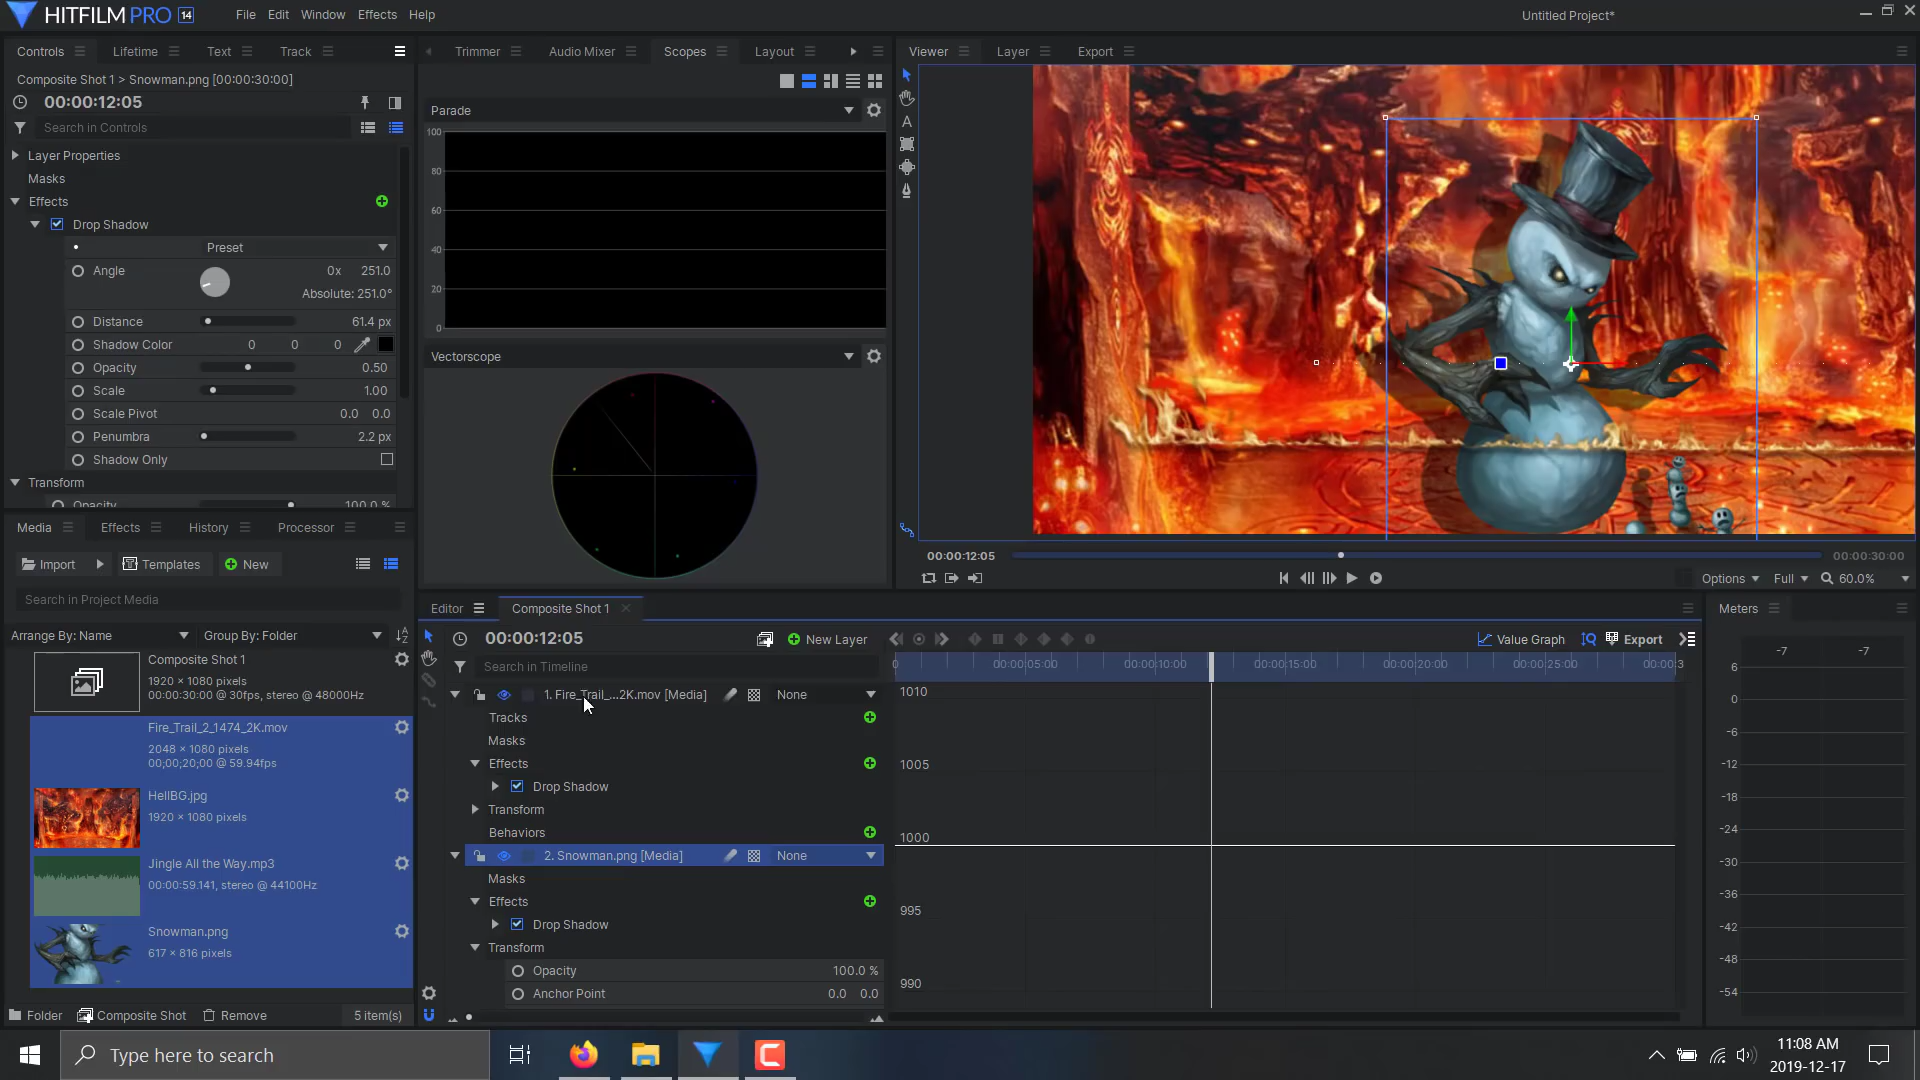 HITFILM PRO 14
File Edit Window Effects Help
Untitled Project*
Controls Lifetime Text Track
Composite Shot 1 > Snowman.png [00:00:30:00]
00:00:12:05
Search in Controls
Layer Properties
Masks
Effects
Drop Shadow
Preset
Angle 0x 251.0
Absolute: 251.0°
Distance 61.4 px
Shadow Color 0 0 0
Opacity 0.50
Scale 1.00
Scale Pivot 0.0 0.0
Penumbra 2.2 px
Shadow Only
Transform
Opacity 100.0 %
Media Effects History Processor
Import Templates New
Search in Project Media
Arrange By: Name Group By: Folder
Composite Shot 1
1920 × 1080 pixels
00:00:30:00 @ 30fps, stereo @ 48000Hz
Fire_Trail_2_1474_2K.mov
2048 × 1080 pixels
00;00;20;00 @ 59.94fps
HellBG.jpg
1920 × 1080 pixels
Jingle All the Way.mp3
00:00:59.141, stereo @ 44100Hz
Snowman.png
617 × 816 pixels
Folder Composite Shot Remove 5 item(s)
Trimmer Audio Mixer Scopes Layout
Parade
100
80
60
40
20
0
Vectorscope
Viewer Layer Export
00:00:12:05 00:00:30:00
Options Full 60.0%
Editor Composite Shot 1
00:00:12:05 New Layer Value Graph Export
Search in Timeline
0 00:00:05:00 00:00:10:00 00:00:15:00 00:00:20:00 00:00:25:00 00:00:3
1. Fire_Trail_...2K.mov [Media] None
Tracks
Masks
Effects
Drop Shadow
Transform
Behaviors
2. Snowman.png [Media] None
Masks
Effects
Drop Shadow
Transform
Opacity 100.0 %
Anchor Point 0.0 0.0
1010
1005
1000
995
990
Meters
-7 -7
6
0
-6
-12
-18
-24
-30
-36
-42
-48
-54
Type here to search
11:08 AM
2019-12-17